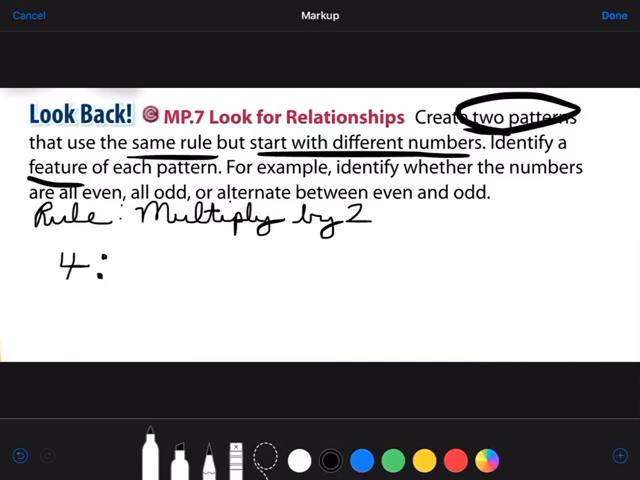 Cancel Markup Done
Look Back! MP.7 Look for Relationships Create two patterns
that use the same rule but start with different numbers. Identify a
feature of each pattern. For example, identify whether the numbers
are all even, all odd, or alternate between even and odd.
Rule: Multiply by 2
4: